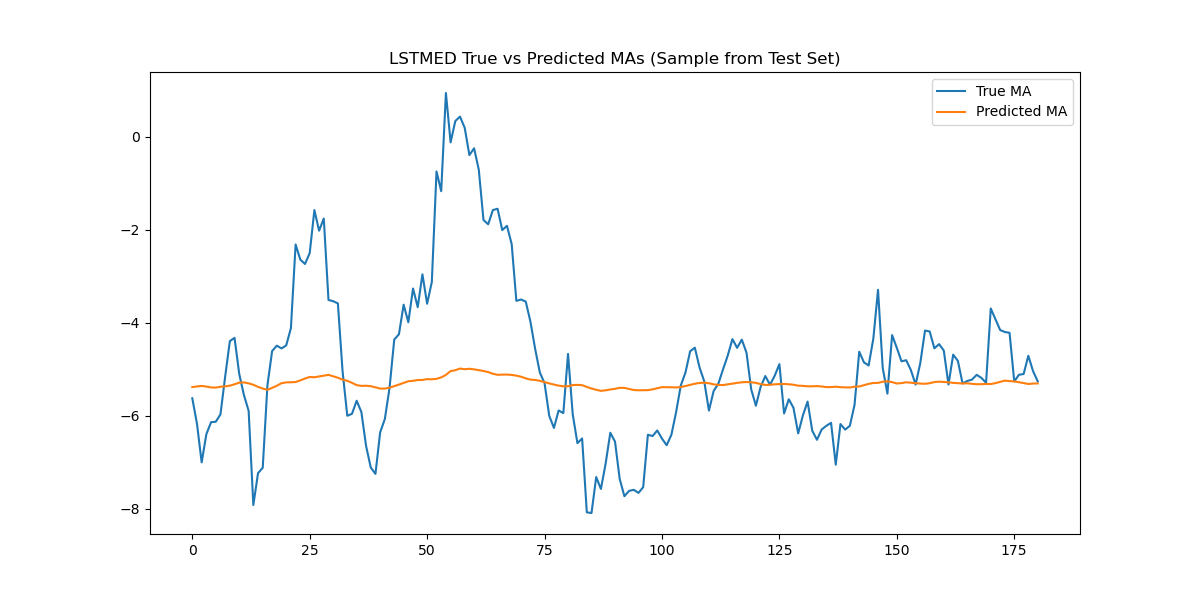 LSTMED True vs Predicted MAs (Sample from Test Set)
True MA
Predicted MA
0
−2
−4
−6
−8
0 25 50 75 100 125 150 175